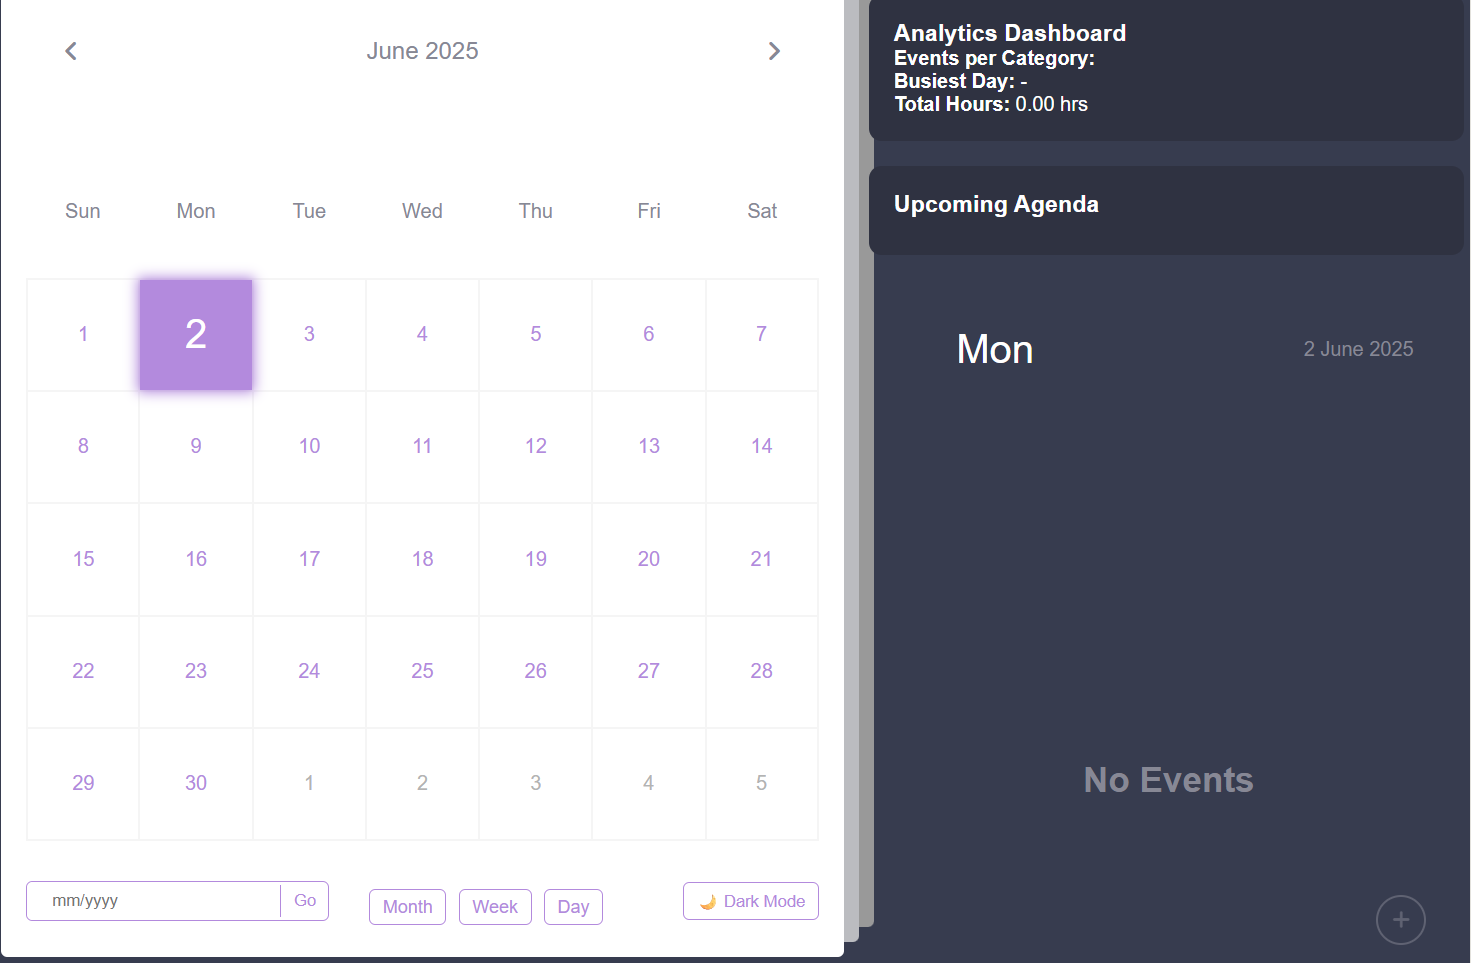 June 2025
Sun Mon Tue Wed Thu Fri Sat
1 2 3 4 5 6 7
8 9 10 11 12 13 14
15 16 17 18 19 20 21
22 23 24 25 26 27 28
29 30 1 2 3 4 5
mm/yyyy Go Month Week Day 🌙 Dark Mode
Analytics Dashboard
Events per Category:
Busiest Day: -
Total Hours: 0.00 hrs
Upcoming Agenda
Mon 2 June 2025
No Events
+